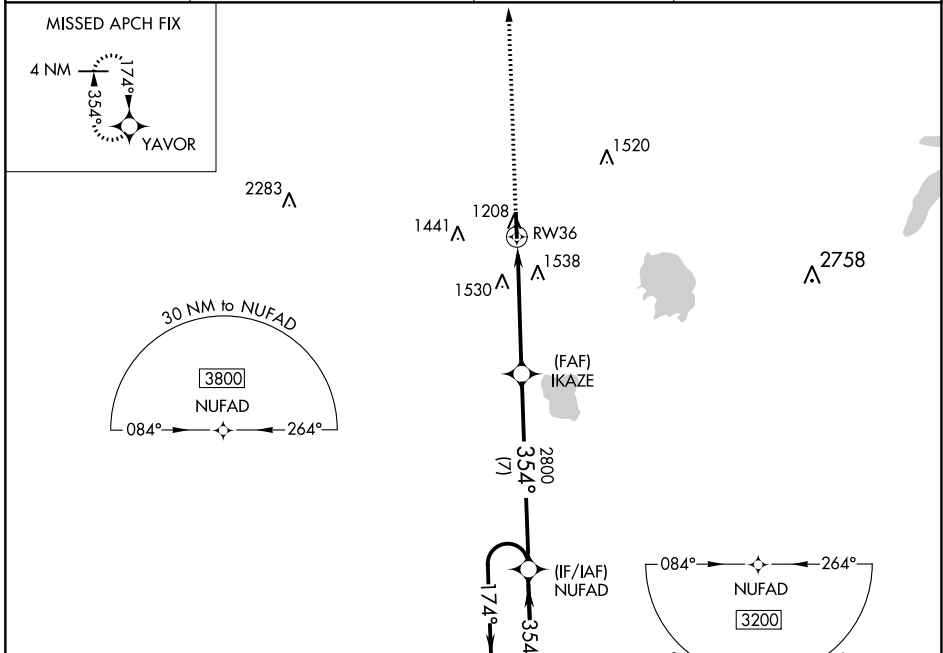 MISSED APCH FIX
4 NM
174°
354°
YAVOR
1520
2283
1208
1441
RW36
1538
1530
2758
30 NM to NUFAD
3800
NUFAD
084°
264°
(FAF)
IKAZE
2800
354°
(7)
(IF/IAF)
NUFAD
174°
354
084°
264°
NUFAD
3200